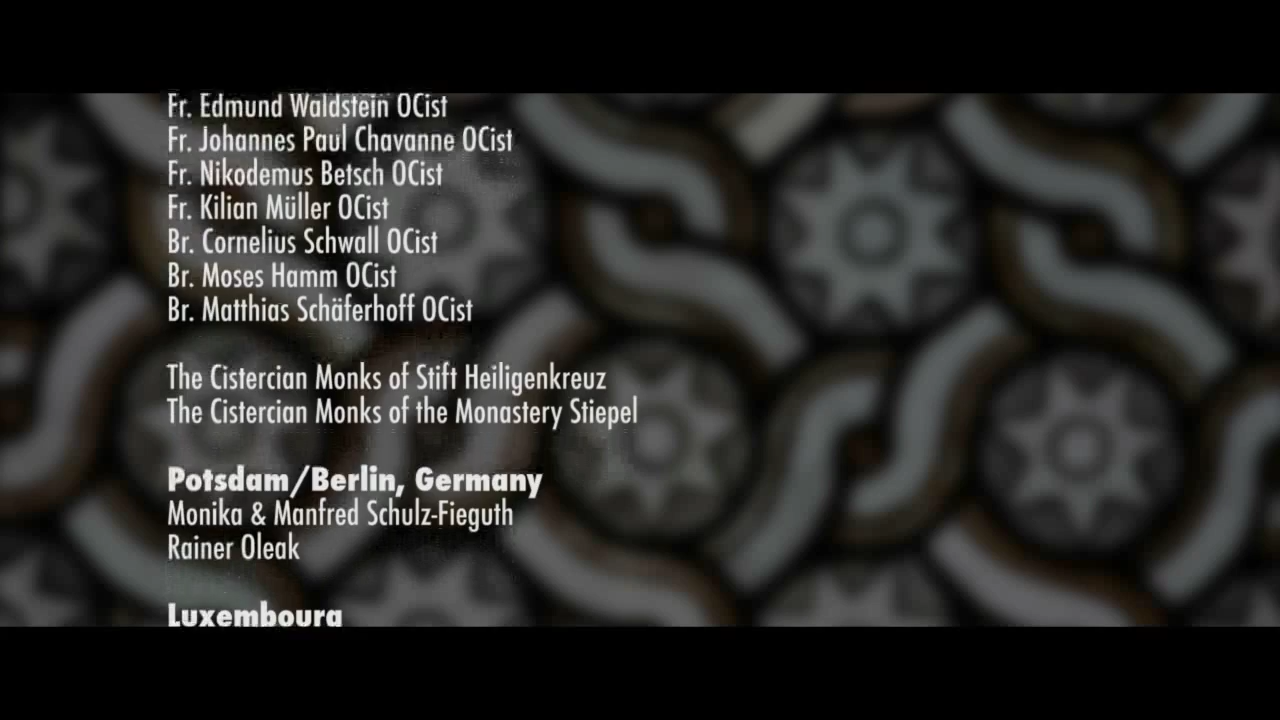 Fr. Edmund Waldstein OCist
Fr. Johannes Paul Chavanne OCist
Fr. Nikodemus Betsch OCist
Fr. Kilian Müller OCist
Br. Cornelius Schwall OCist
Br. Moses Hamm OCist
Br. Matthias Schäferhoff OCist
The Cistercian Monks of Stift Heiligenkreuz
The Cistercian Monks of the Monastery Stiepel
Potsdam/Berlin, Germany
Monika & Manfred Schulz-Fieguth
Rainer Oleak
Luxembourg